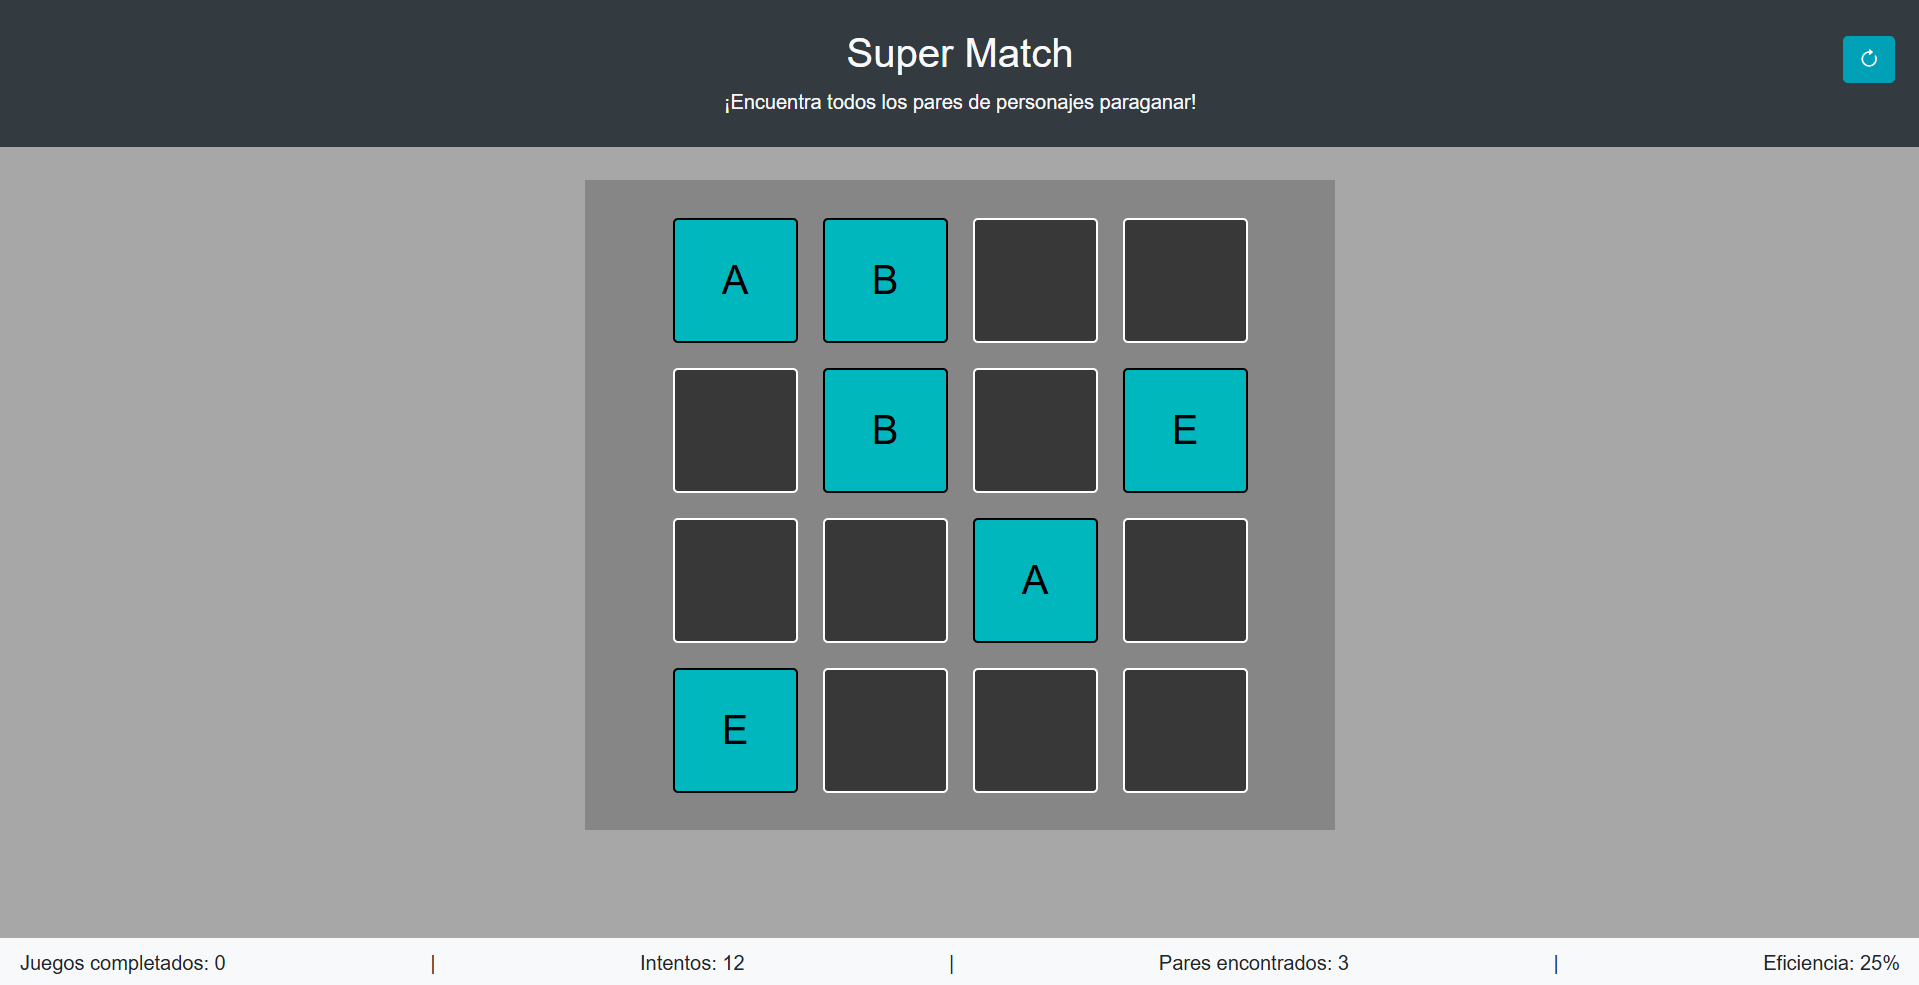 Super Match
¡Encuentra todos los pares de personajes paraganar!
A B
B E
A
E
Juegos completados: 0 | Intentos: 12 | Pares encontrados: 3 | Eficiencia: 25%